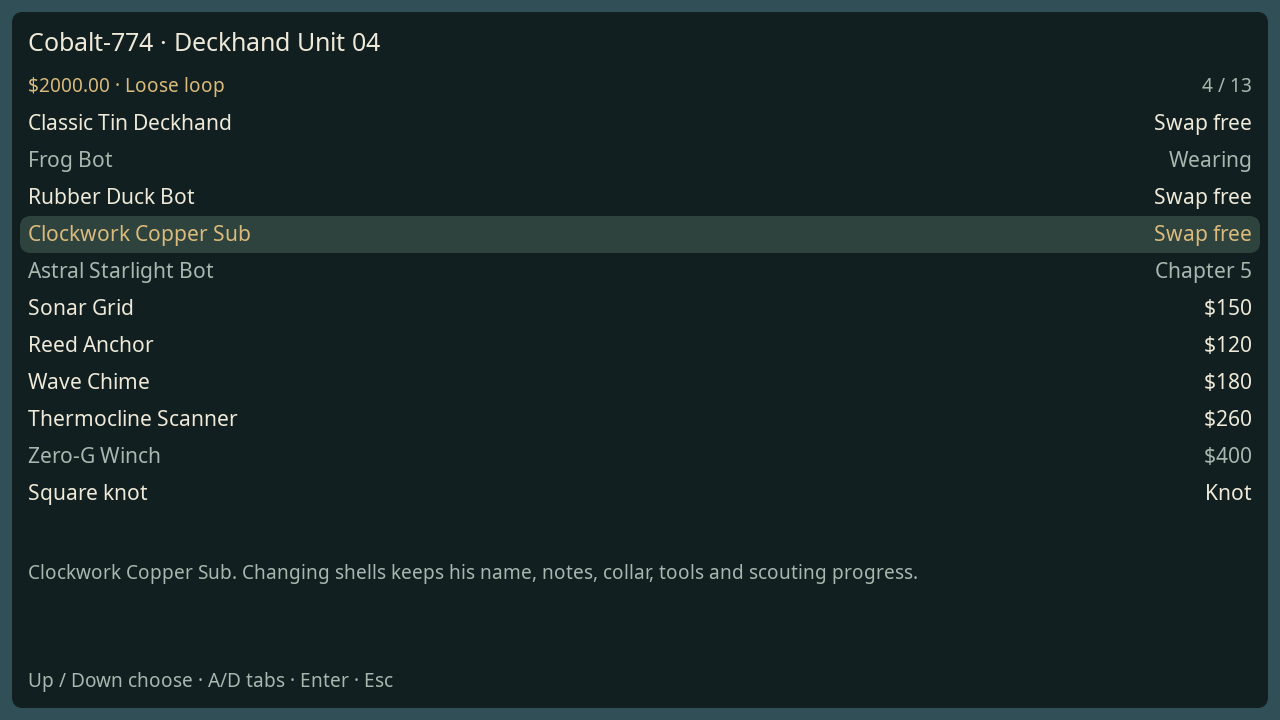 Cobalt-774 · Deckhand Unit 04
$2000.00 · Loose loop 4 / 13
Classic Tin Deckhand Swap free
Frog Bot Wearing
Rubber Duck Bot Swap free
Clockwork Copper Sub Swap free
Astral Starlight Bot Chapter 5
Sonar Grid $150
Reed Anchor $120
Wave Chime $180
Thermocline Scanner $260
Zero-G Winch $400
Square knot Knot
Clockwork Copper Sub. Changing shells keeps his name, notes, collar, tools and scouting progress.
Up / Down choose · A/D tabs · Enter · Esc